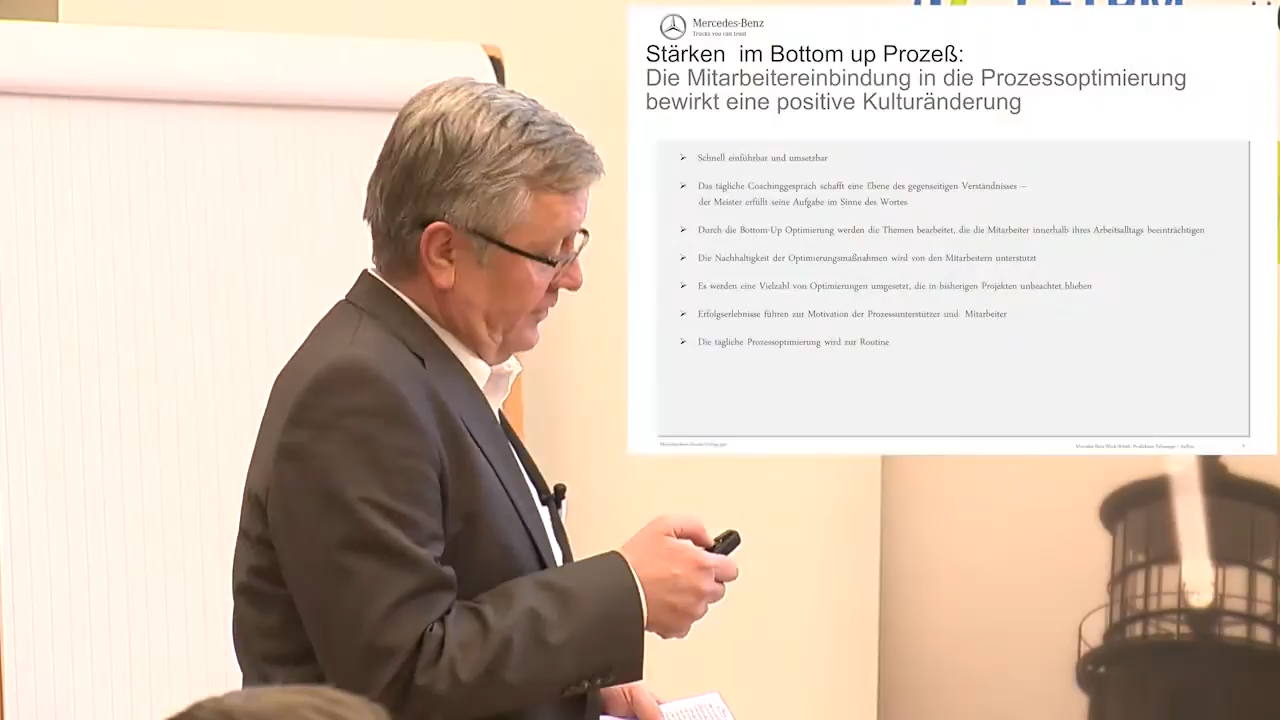 Mercedes-Benz
Trucks you can trust
Stärken im Bottom up Prozeß:
Die Mitarbeitereinbindung in die Prozessoptimierung
bewirkt eine positive Kulturänderung
Schnell einführbar und umsetzbar
Das tägliche Coachinggespräch schafft eine Ebene des gegenseitigen Verständnisses –
der Meister erfüllt seine Aufgabe im Sinne des Wortes
Durch die Bottom-Up Optimierung werden die Themen bearbeitet, die die Mitarbeiter innerhalb ihres Arbeitsalltags beeinträchtigen
Die Nachhaltigkeit der Optimierungsmaßnahmen wird von den Mitarbeitern unterstützt
Es werden eine Vielzahl von Optimierungen umgesetzt, die in bisherigen Projekten unbeachtet blieben
Erfolgserlebnisse führen zur Motivation der Prozessunterstützer und Mitarbeiter
Die tägliche Prozessoptimierung wird zur Routine